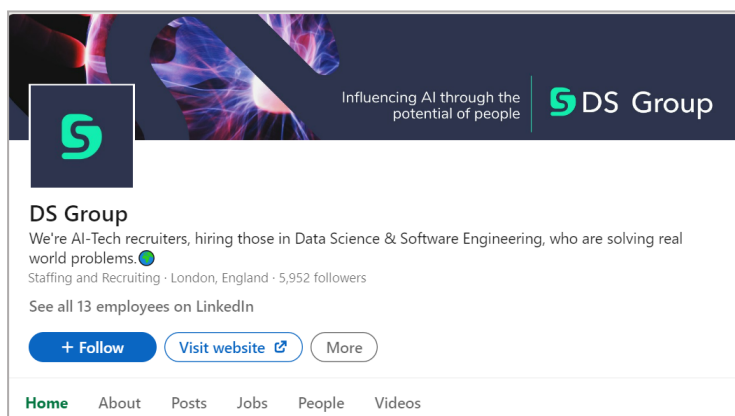 Influencing AI through the
potential of people
DS Group
DS Group
We're AI-Tech recruiters, hiring those in Data Science & Software Engineering, who are solving real
world problems.🌍
Staffing and Recruiting · London, England · 5,952 followers
See all 13 employees on LinkedIn
+ Follow Visit website More
Home About Posts Jobs People Videos